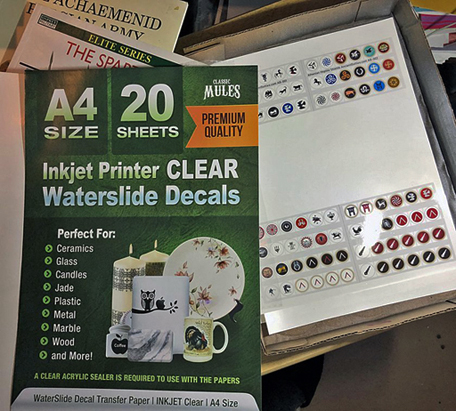 ACHAEMENID
ELITE SERIES
THE SPAR
A4
SIZE
20
SHEETS
CLASSIC
MULES
PREMIUM
QUALITY
Inkjet Printer CLEAR
Waterslide Decals
Perfect For:
Ceramics
Glass
Candles
Jade
Plastic
Metal
Marble
Wood
and More!
Coffee
A CLEAR ACRYLIC SEALER IS REQUIRED TO USE WITH THE PAPERS
WaterSlide Decal Transfer Paper | INKJET Clear | A4 Size